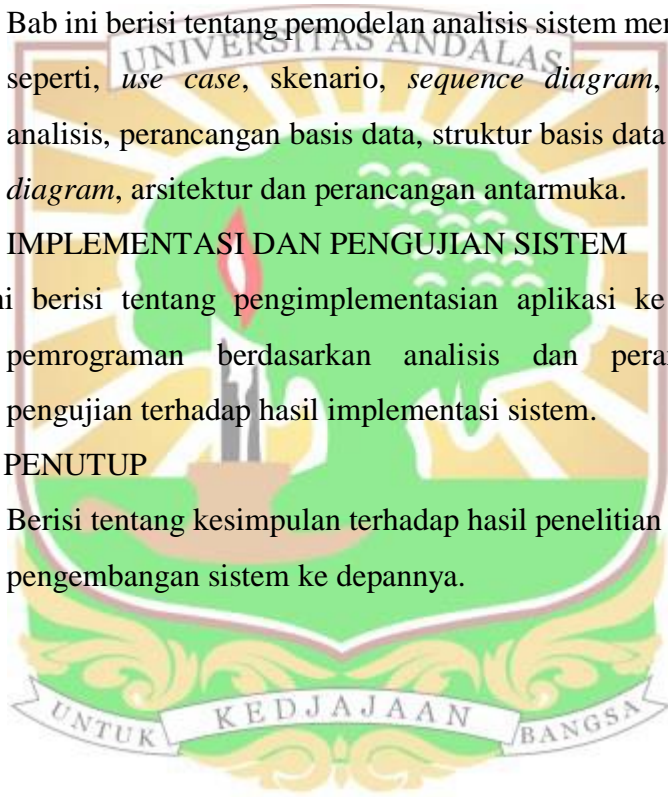 Bab ini berisi tentang pemodelan analisis sistem
UNIVERSITAS ANDALAS
seperti, use case, skenario, sequence diagram,
analisis, perancangan basis data, struktur basis data
diagram, arsitektur dan perancangan antarmuka.
IMPLEMENTASI DAN PENGUJIAN SISTEM
berisi tentang pengimplementasian aplikasi ke
pemrograman berdasarkan analisis dan
pengujian terhadap hasil implementasi sistem.
PENUTUP
Berisi tentang kesimpulan terhadap hasil penelitian
pengembangan sistem ke depannya.
UNTUK KEDJAJAAN BANGSA